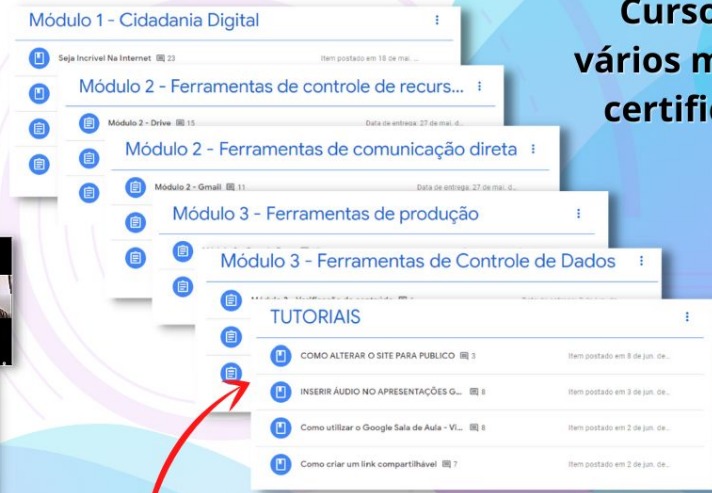 Curso
vários m
certific
Módulo 1 - Cidadania Digital
Seja Incrível Na Internet 23 Item postado em 18 de mai. ...
Módulo 2 - Ferramentas de controle de recurs...
Módulo 2 - Drive 15 Data de entrega: 27 de mai. d...
Módulo 2 - Ferramentas de comunicação direta
Módulo 2 - Gmail 11 Data de entrega: 27 de mai. d...
Módulo 3 - Ferramentas de produção
Módulo 3 - Ferramentas de Controle de Dados
TUTORIAIS
COMO ALTERAR O SITE PARA PUBLICO 3 Item postado em 8 de jun. de...
INSERIR ÁUDIO NO APRESENTAÇÕES G... 8 Item postado em 3 de jun. de...
Como utilizar o Google Sala de Aula - Vi... 8 Item postado em 2 de jun. de...
Como criar um link compartilhável 7 Item postado em 2 de jun. de...